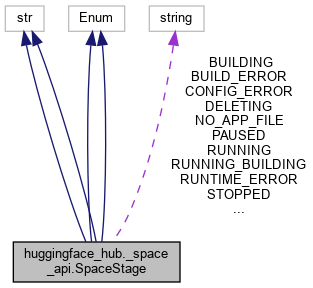 str
Enum
string
BUILDING
BUILD_ERROR
CONFIG_ERROR
DELETING
NO_APP_FILE
PAUSED
RUNNING
RUNNING_BUILDING
RUNTIME_ERROR
STOPPED
...
huggingface_hub._space
_api.SpaceStage